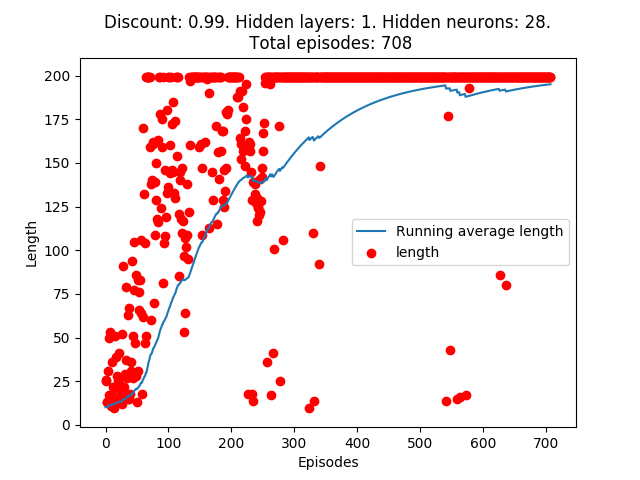 Discount: 0.99. Hidden layers: 1. Hidden neurons: 28.
Total episodes: 708
Length
200
175
150
125
100
75
50
25
0
Running average length
length
0
100
200
300
400
500
600
700
Episodes